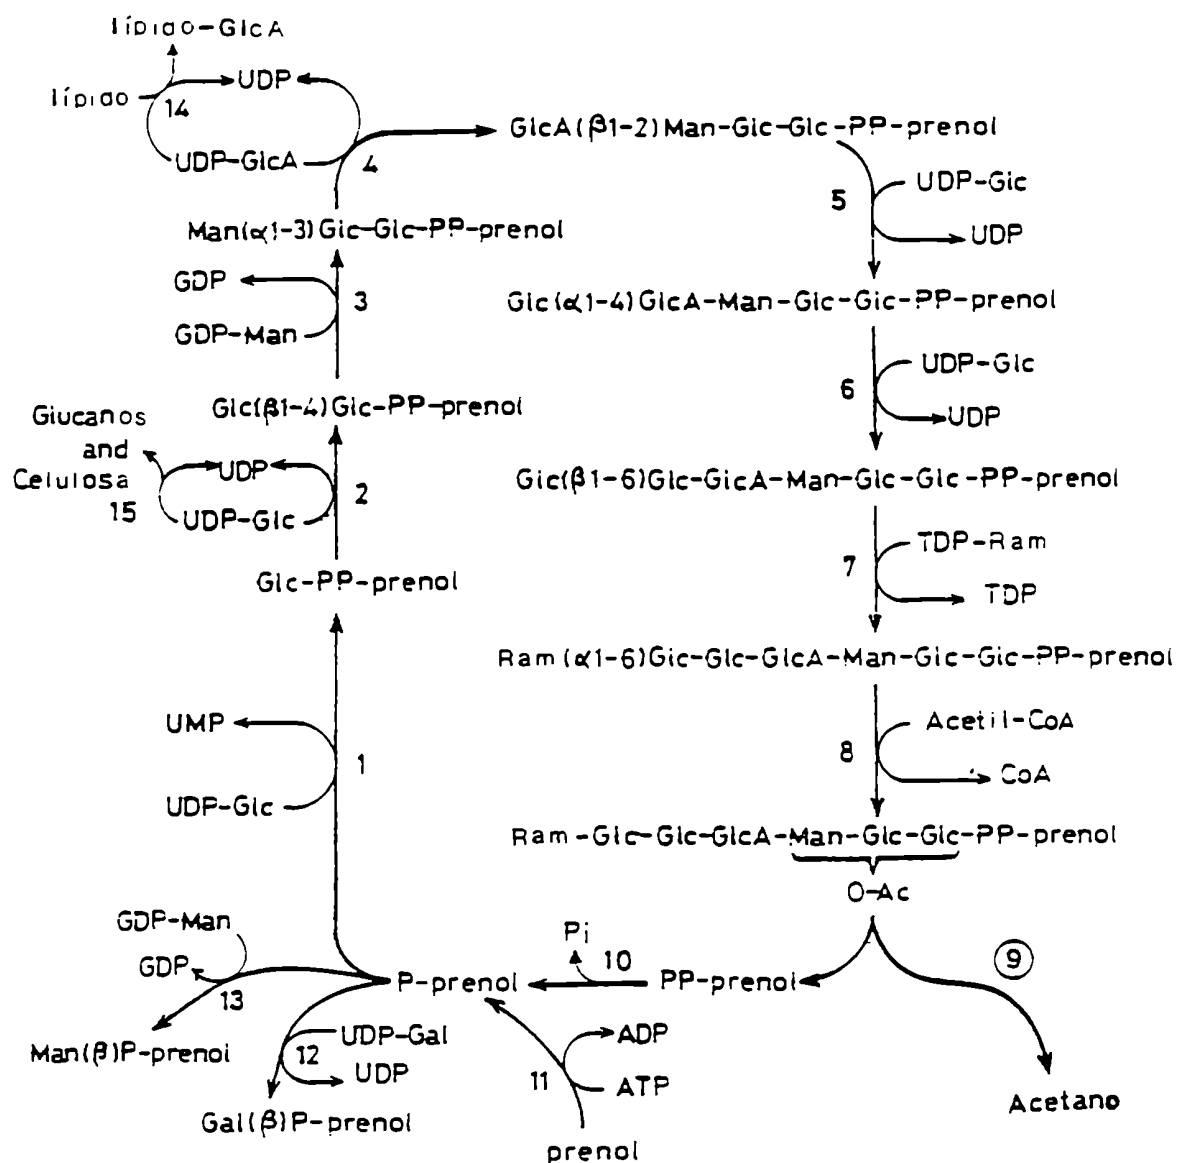 lípido-GlcA
lípido
14
UDP
UDP-GlcA
4
GlcA(β1-2)Man-Glc-Glc-PP-prenol
5
UDP-Glc
UDP
Man(α1-3)Glc-Glc-PP-prenol
GDP
3
GDP-Man
Glc(α1-4)GlcA-Man-Glc-Glc-PP-prenol
6
UDP-Glc
UDP
Glc(β1-4)Glc-PP-prenol
Glucanos
and
Celulosa
15
UDP
2
UDP-Glc
Glc(β1-6)Glc-GlcA-Man-Glc-Glc-PP-prenol
7
TDP-Ram
TDP
Glc-PP-prenol
Ram(α1-6)Glc-Glc-GlcA-Man-Glc-Glc-PP-prenol
UMP
1
UDP-Glc
8
Acetil-CoA
CoA
Ram-Glc-Glc-GlcA-Man-Glc-Glc-PP-prenol
O-Ac
9
GDP-Man
GDP
13
Man(β)P-prenol
P-prenol
Pi
10
PP-prenol
UDP-Gal
12
UDP
Gal(β)P-prenol
ADP
11
ATP
prenol
Acetano